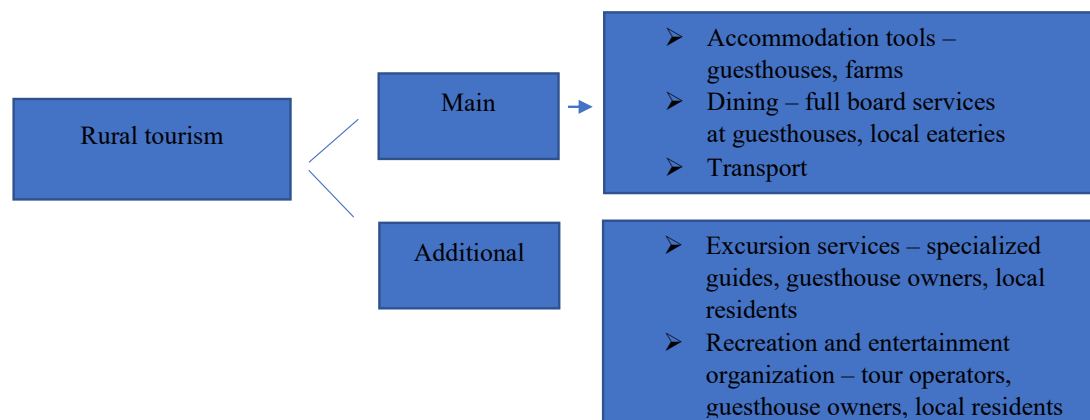 Rural tourism
Main
➢ Accommodation tools –
guesthouses, farms
➢ Dining – full board services
at guesthouses, local eateries
➢ Transport
Additional
➢ Excursion services – specialized
guides, guesthouse owners, local
residents
➢ Recreation and entertainment
organization – tour operators,
guesthouse owners, local residents